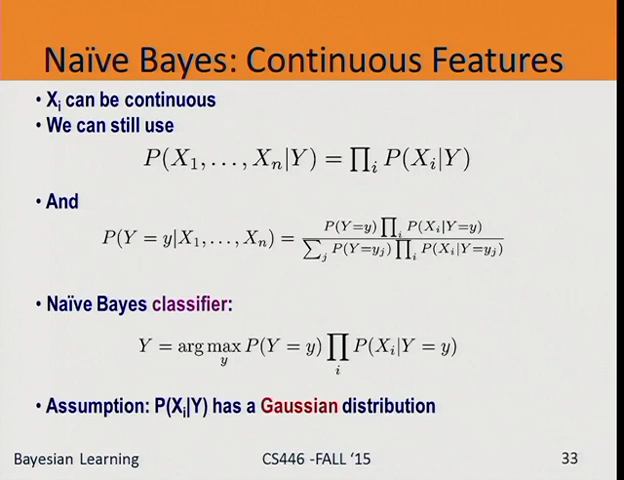 Naïve Bayes: Continuous Features
• Xᵢ can be continuous
• We can still use
P(X₁, . . . , Xₙ|Y) = ∏ᵢ P(Xᵢ|Y)
• And
P(Y = y|X₁, . . . , Xₙ) = P(Y=y) ∏ᵢ P(Xᵢ|Y=y) / ∑ⱼ P(Y=yⱼ) ∏ᵢ P(Xᵢ|Y=yⱼ)
• Naïve Bayes classifier:
Y = arg max_y P(Y = y) ∏ᵢ P(Xᵢ|Y = y)
• Assumption: P(Xᵢ|Y) has a Gaussian distribution
Bayesian Learning CS446 -FALL ‘15 33